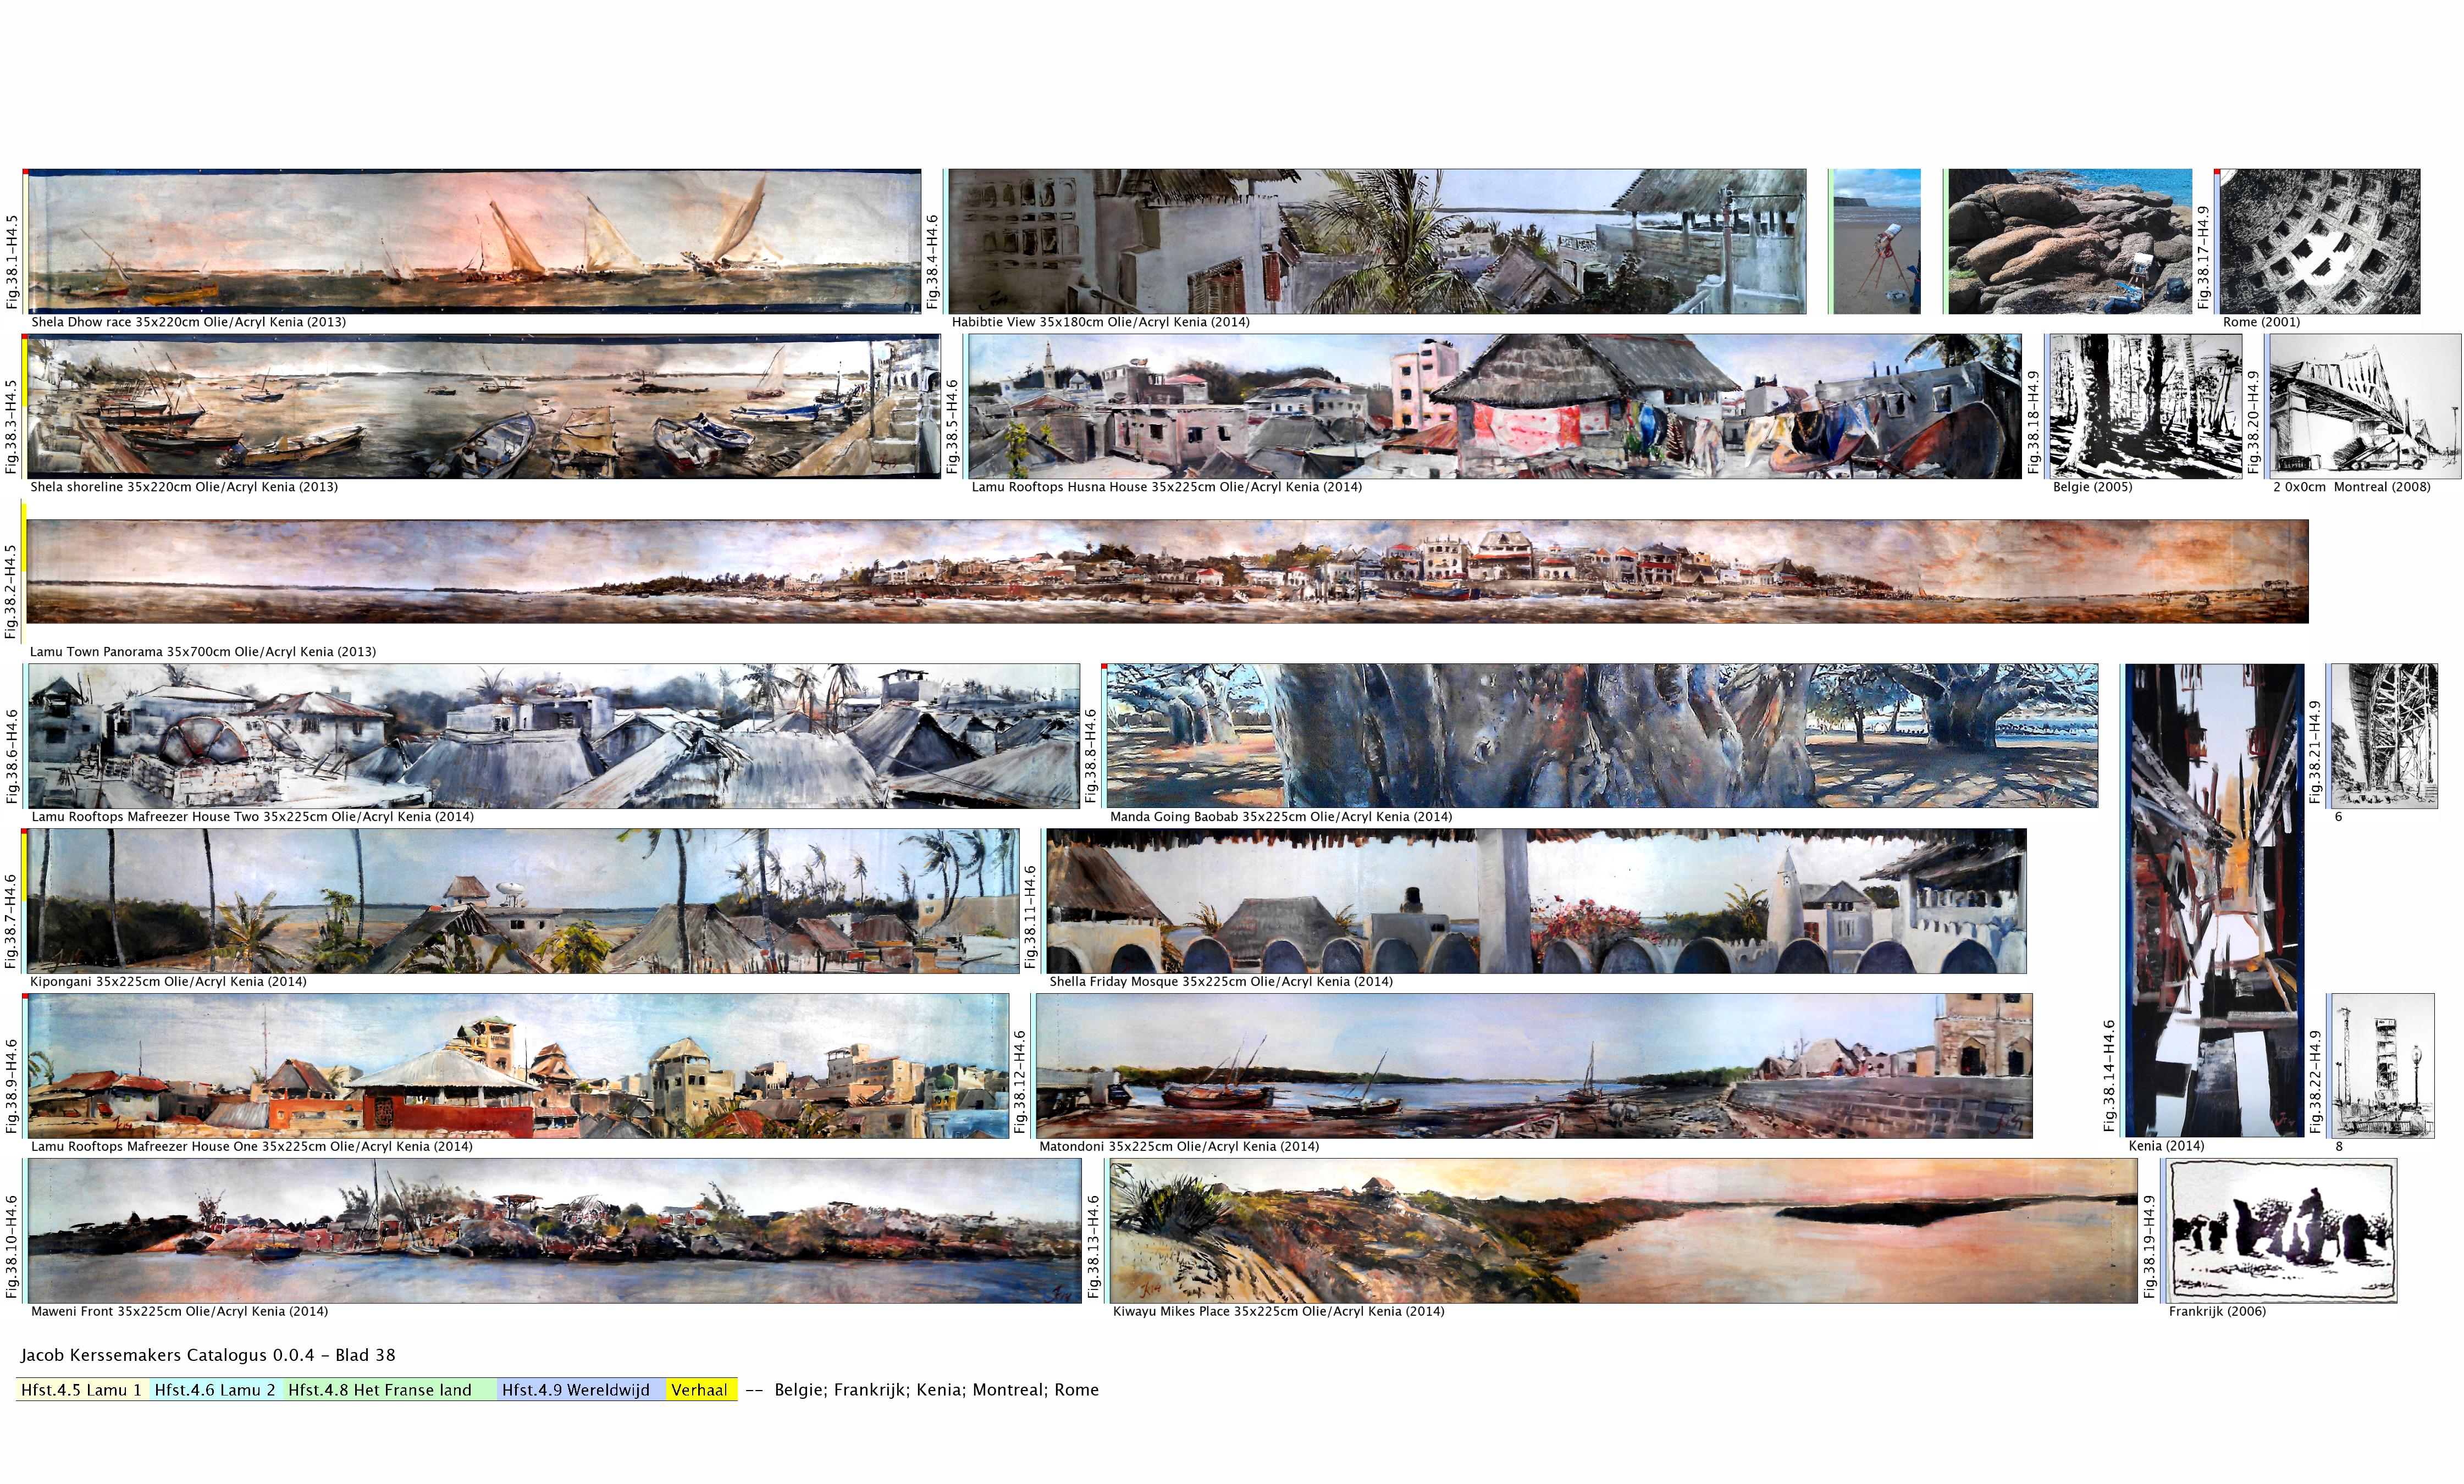 Fig.38.1-H4.5
Shela Dhow race 35x220cm Olie/Acryl Kenia (2013)
Fig.38.4-H4.6
Habibtie View 35x180cm Olie/Acryl Kenia (2014)
Fig.38.17-H4.9
Rome (2001)
Fig.38.3-H4.5
Shela shoreline 35x220cm Olie/Acryl Kenia (2013)
Fig.38.5-H4.6
Lamu Rooftops Husna House 35x225cm Olie/Acryl Kenia (2014)
Fig.38.18-H4.9
Belgie (2005)
Fig.38.20-H4.9
2 0x0cm  Montreal (2008)
Fig.38.2-H4.5
Lamu Town Panorama 35x700cm Olie/Acryl Kenia (2013)
Fig.38.6-H4.6
Lamu Rooftops Mafreezer House Two 35x225cm Olie/Acryl Kenia (2014)
Fig.38.8-H4.6
Manda Going Baobab 35x225cm Olie/Acryl Kenia (2014)
Fig.38.21-H4.9
6
Fig.38.7-H4.6
Kipongani 35x225cm Olie/Acryl Kenia (2014)
Fig.38.11-H4.6
Shella Friday Mosque 35x225cm Olie/Acryl Kenia (2014)
Fig.38.9-H4.6
Lamu Rooftops Mafreezer House One 35x225cm Olie/Acryl Kenia (2014)
Fig.38.12-H4.6
Matondoni 35x225cm Olie/Acryl Kenia (2014)
Fig.38.14-H4.6
Kenia (2014)
Fig.38.22-H4.9
8
Fig.38.10-H4.6
Maweni Front 35x225cm Olie/Acryl Kenia (2014)
Fig.38.13-H4.6
Kiwayu Mikes Place 35x225cm Olie/Acryl Kenia (2014)
Fig.38.19-H4.9
Frankrijk (2006)
Jacob Kerssemakers Catalogus 0.0.4 - Blad 38
Hfst.4.5 Lamu 1 Hfst.4.6 Lamu 2 Hfst.4.8 Het Franse land Hfst.4.9 Wereldwijd Verhaal -- Belgie; Frankrijk; Kenia; Montreal; Rome